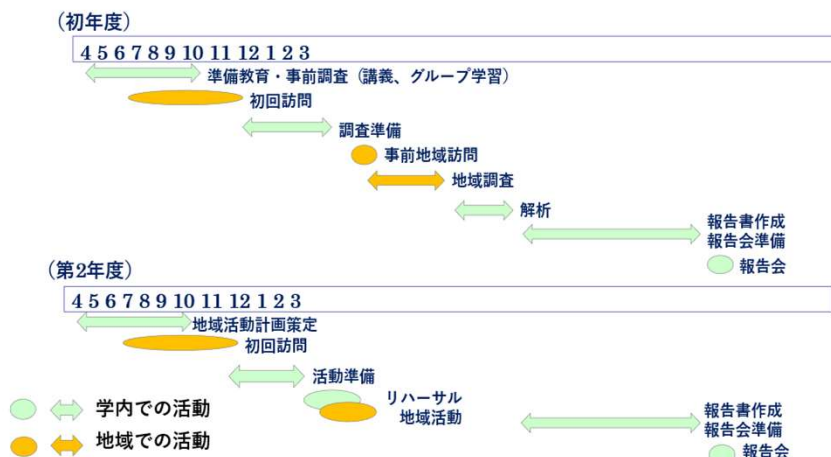 (初年度)
4 5 6 7 8 9 10 11 12 1 2 3
準備教育・事前調査(講義、グループ学習)
初回訪問
調査準備
事前地域訪問
地域調査
解析
報告書作成
報告会準備
報告会
(第2年度)
4 5 6 7 8 9 10 11 12 1 2 3
地域活動計画策定
初回訪問
活動準備
リハーサル
地域活動
報告書作成
報告会準備
報告会
学内での活動
地域での活動